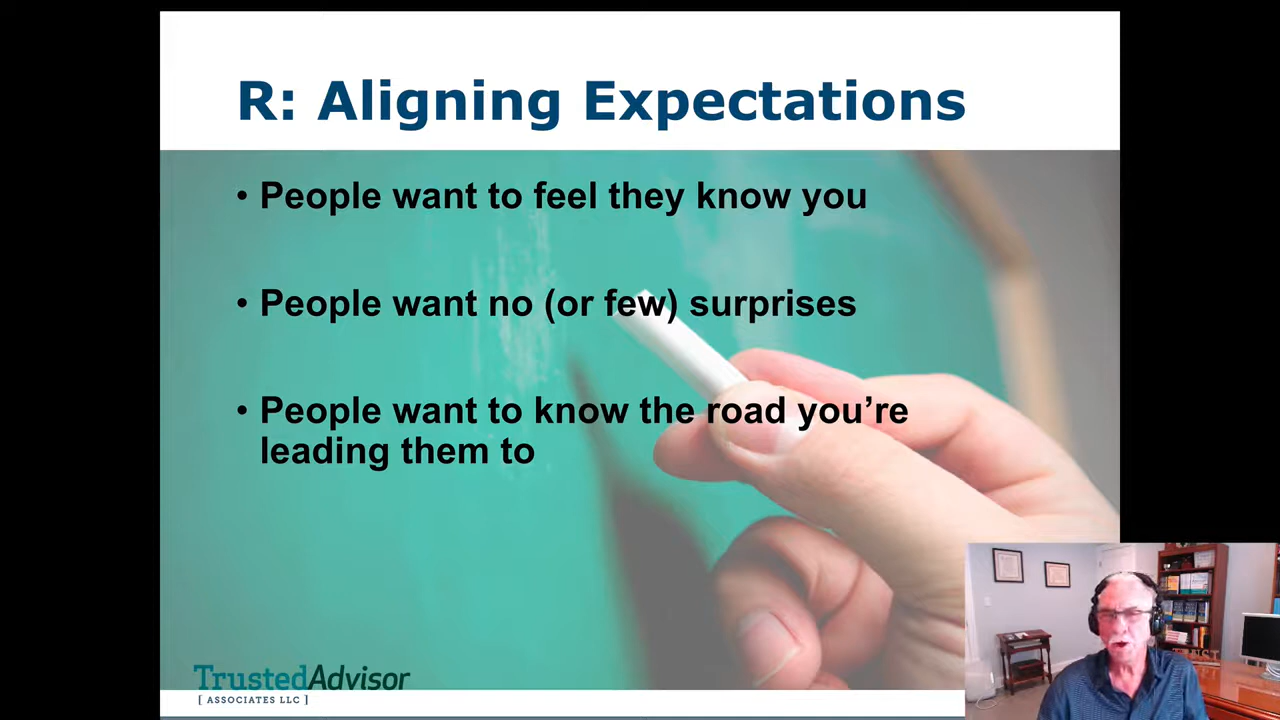 R: Aligning Expectations
• People want to feel they know you
• People want no (or few) surprises
• People want to know the road you’re
leading them to
TrustedAdvisor
[ ASSOCIATES LLC ]
TRUST